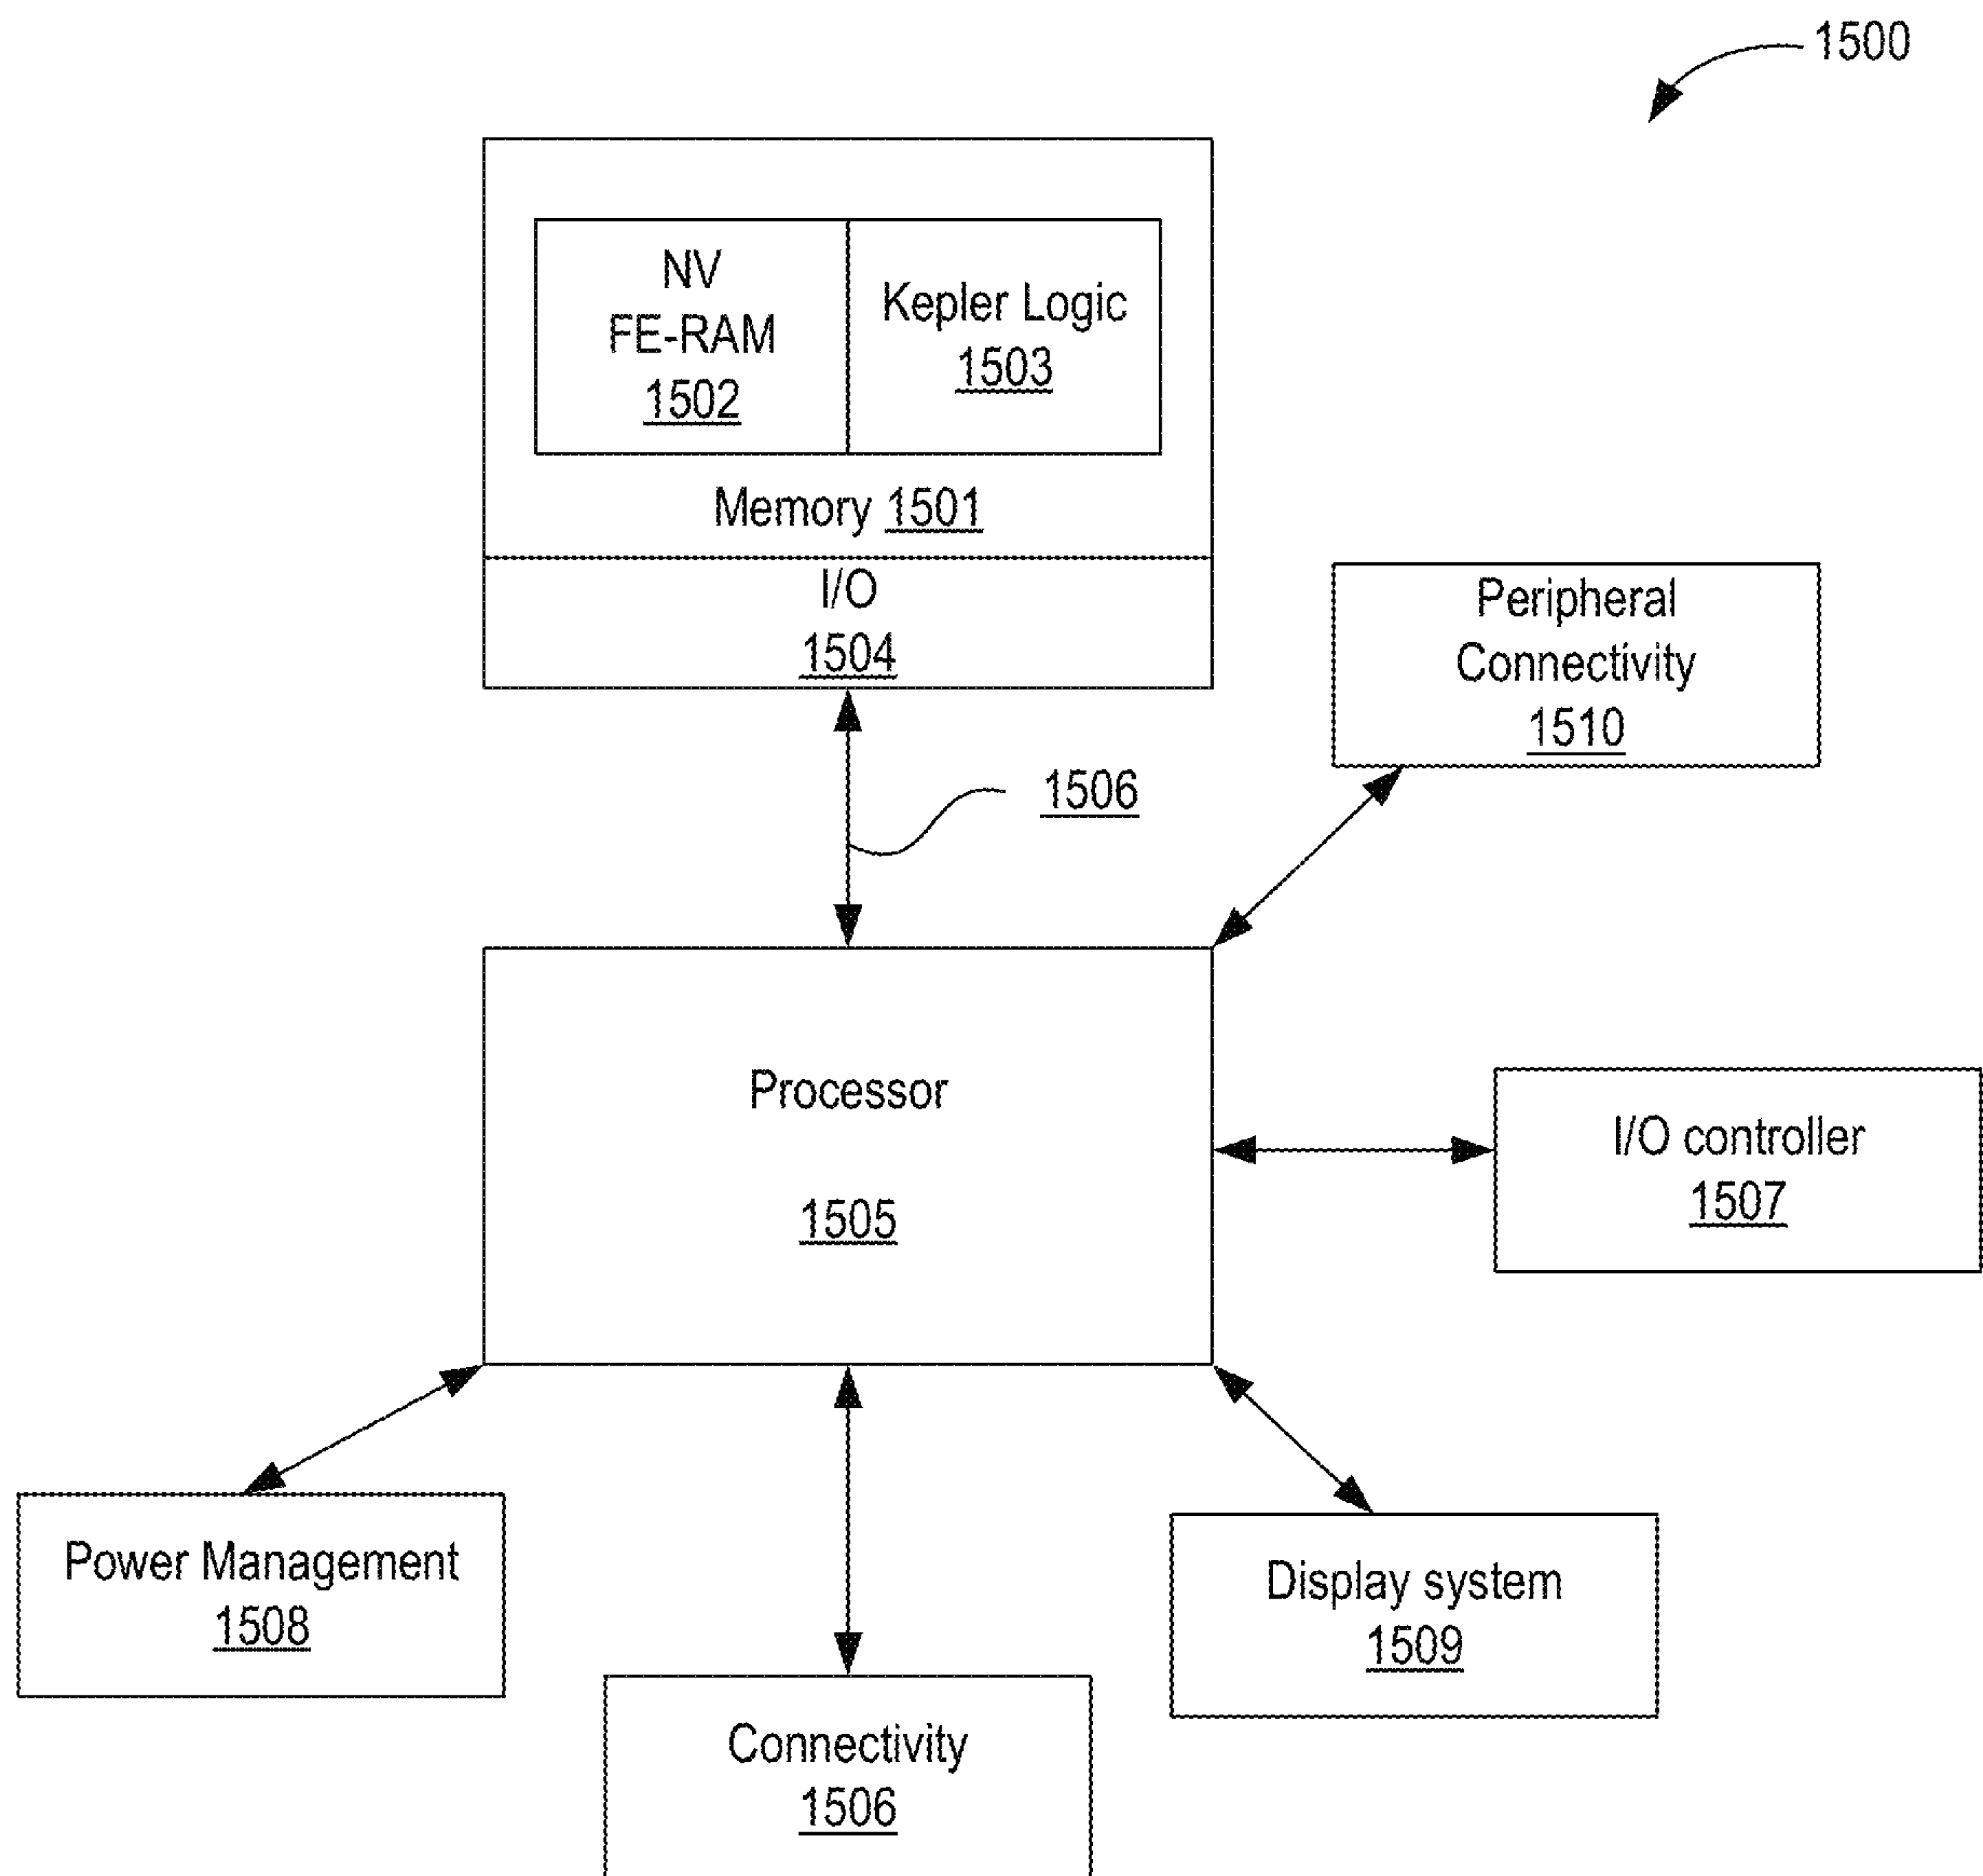 1500
NV
FE-RAM
1502
Kepler Logic
1503
Memory 1501
I/O
1504
Peripheral
Connectivity
1510
1506
Processor
1505
I/O controller
1507
Power Management
1508
Display system
1509
Connectivity
1506